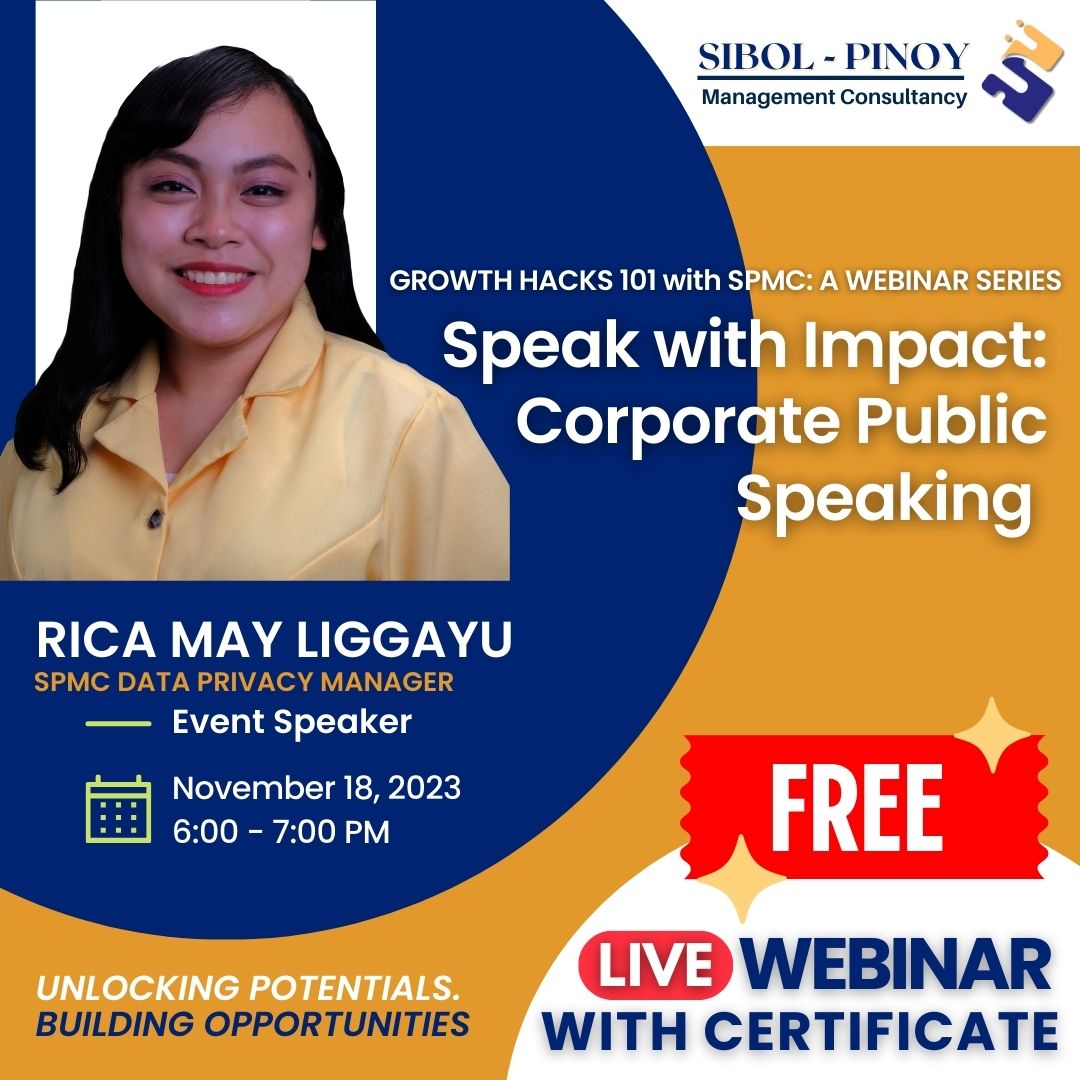 SIBOL - PINOY
Management Consultancy
GROWTH HACKS 101 with SPMC: A WEBINAR SERIES
Speak with Impact:
Corporate Public
Speaking
RICA MAY LIGGAYU
SPMC DATA PRIVACY MANAGER
Event Speaker
November 18, 2023
6:00 - 7:00 PM
FREE
LIVE WEBINAR
WITH CERTIFICATE
UNLOCKING POTENTIALS.
BUILDING OPPORTUNITIES